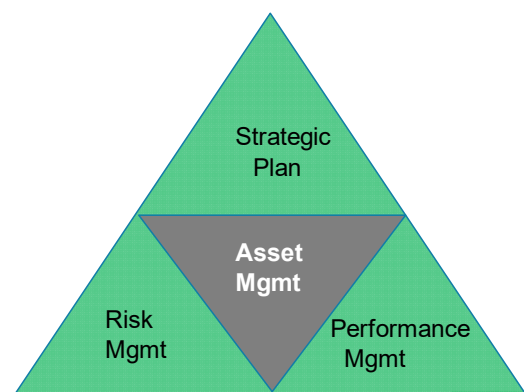 Strategic
Plan
Asset
Mgmt
Risk
Mgmt
Performance
Mgmt